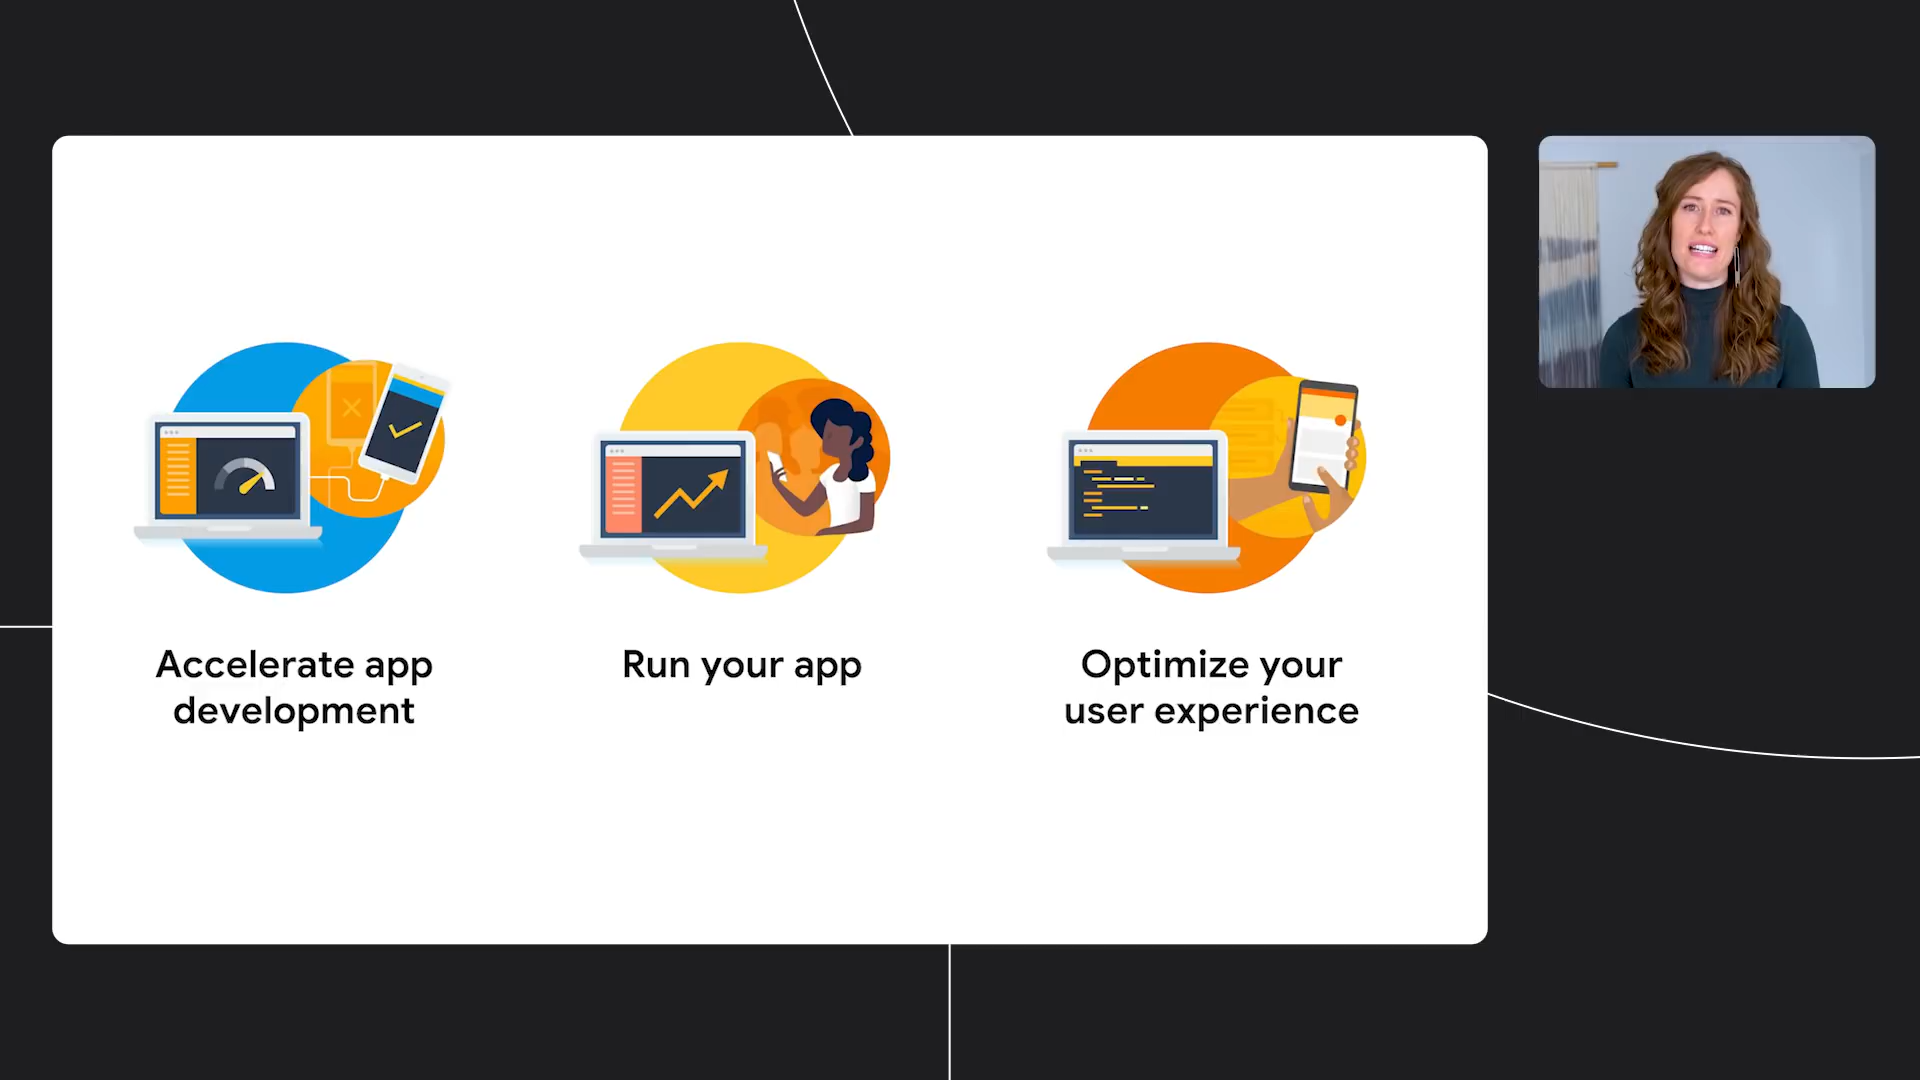 Accelerate app
development
Run your app
Optimize your
user experience